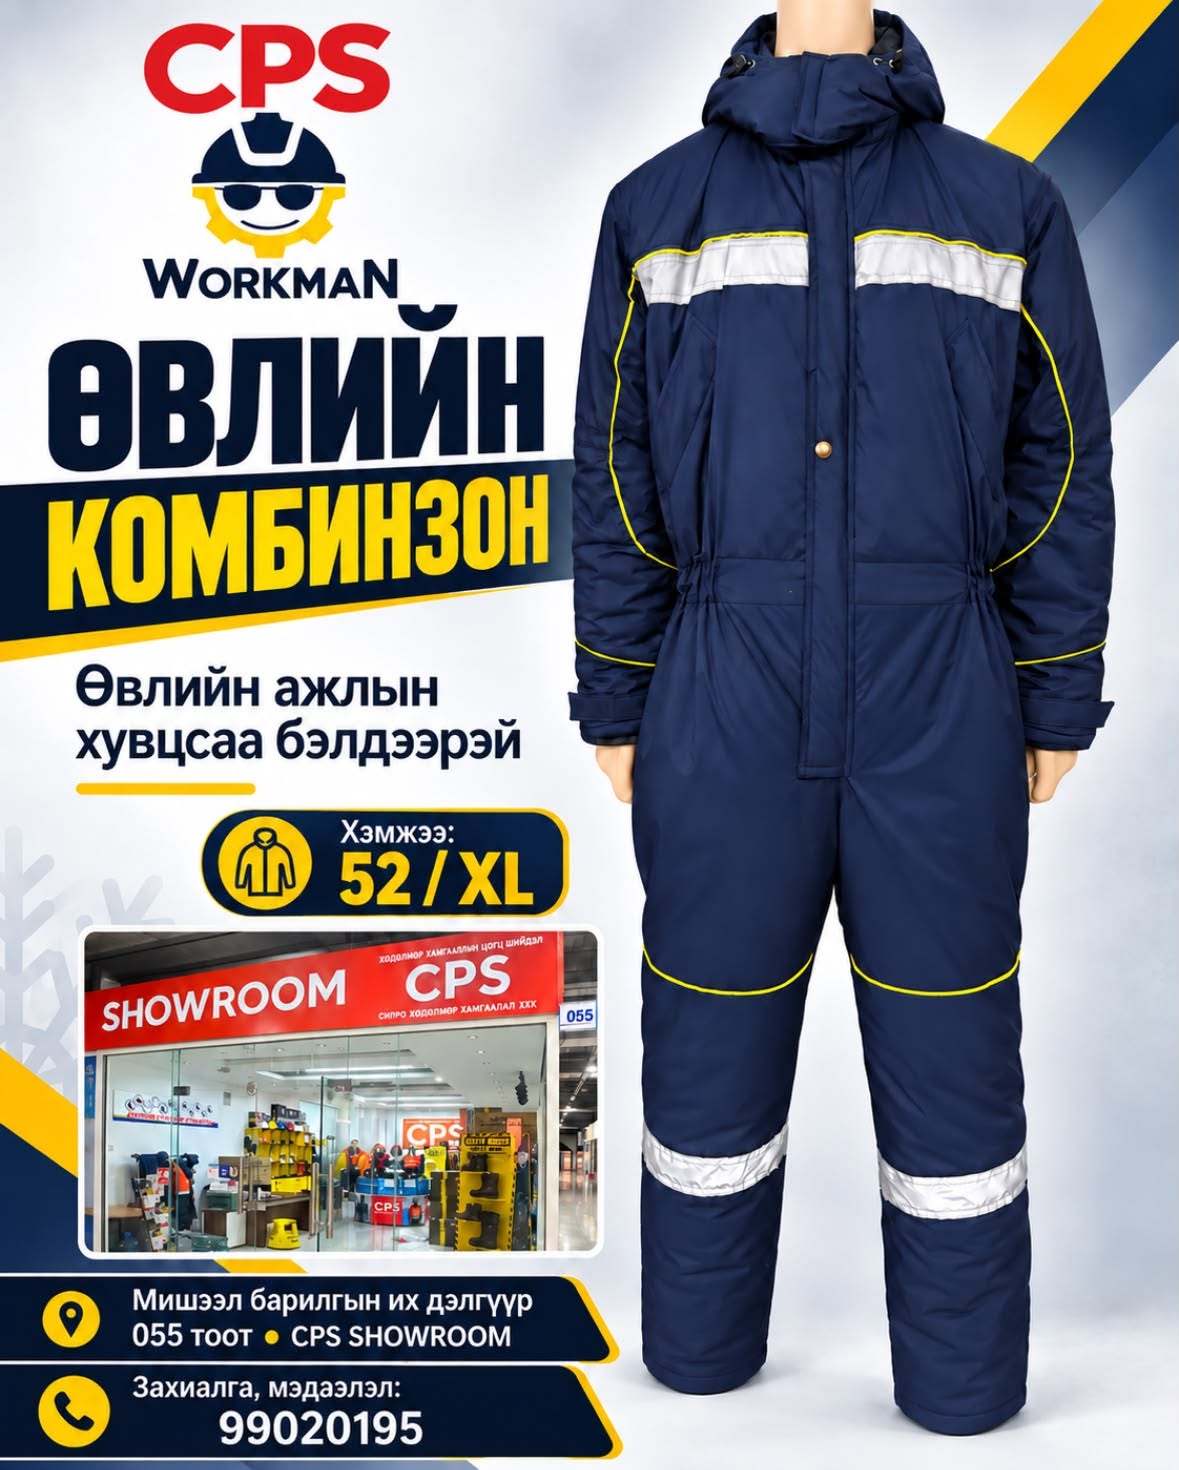 CPS
WORKMAN
ӨВЛИЙН
КОМБИНЗОН
Өвлийн ажлын
хувцсаа бэлдээрэй
Хэмжээ:
52 / XL
SHOWROOM
ХӨДӨЛМӨР ХАМГААЛЛЫН ЦОГЦ ШИЙДЭЛ
CPS
СИПРО ХӨДӨЛМӨР ХАМГААЛАЛ ХХК
055
CPS
CPS
Мишээл барилгын их дэлгүүр
055 тоот • CPS SHOWROOM
Захиалга, мэдаэлэл:
99020195